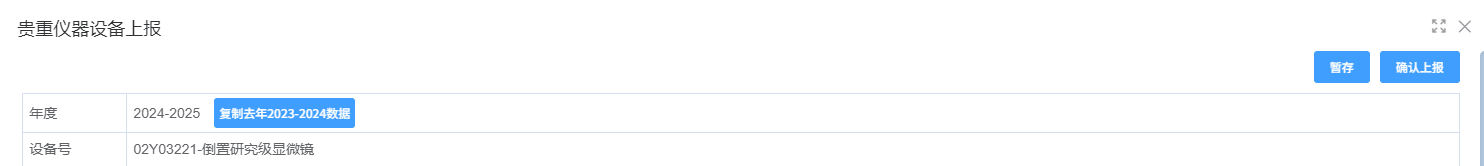 贵重仪器设备上报
暂存 确认上报
年度 2024-2025 复制去年2023-2024数据
设备号 02Y03221-倒置研究级显微镜